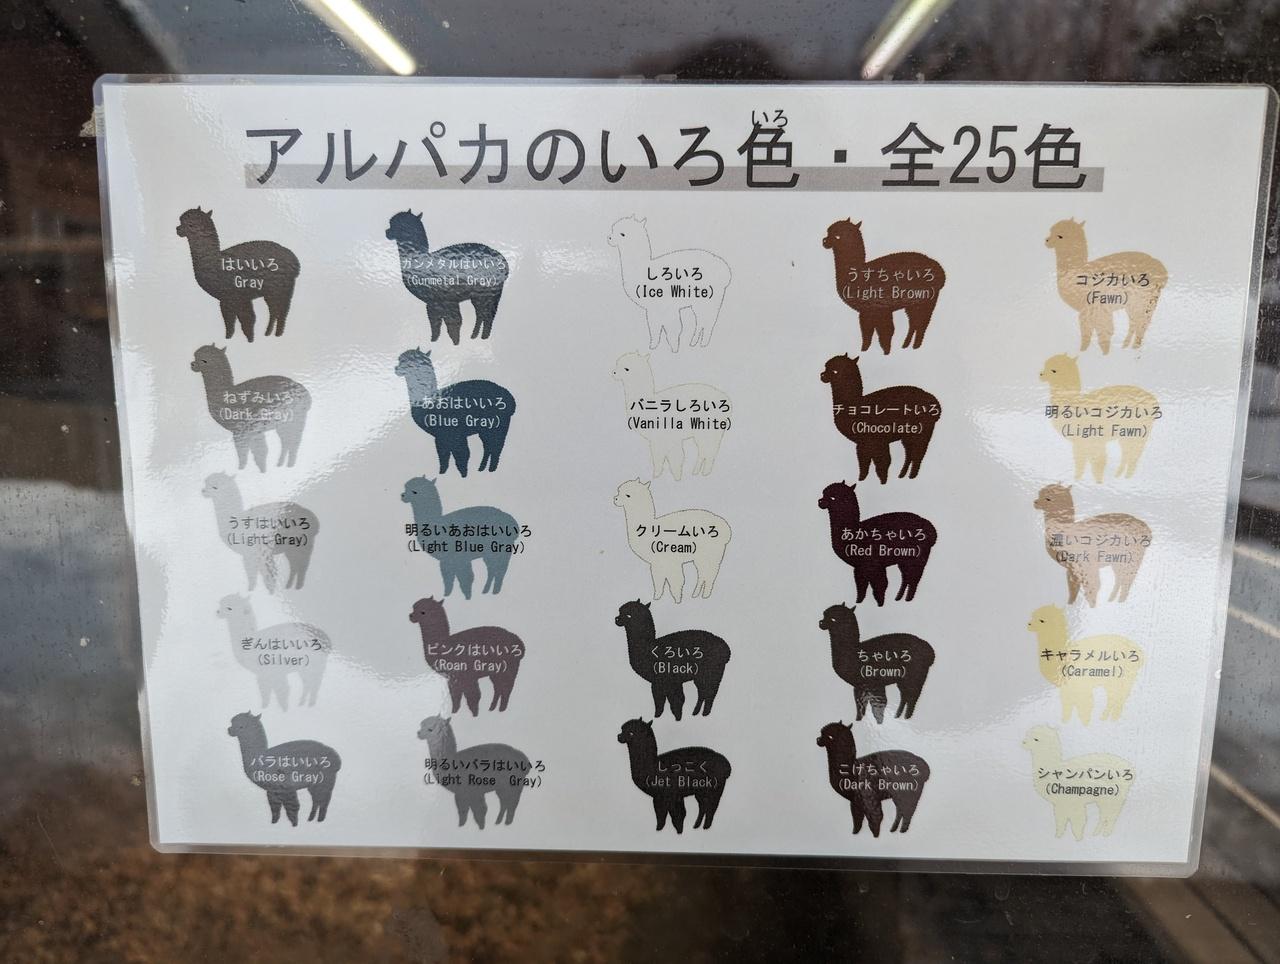 アルパカのいろ色・全25色
いろ
はいいろ
Gray
ガンメタルはいいろ
(Gunmetal Gray)
しろいろ
(Ice White)
うすちゃいろ
(Light Brown)
コジカいろ
(Fawn)
ねずみいろ
(Dark Gray)
あおはいいろ
(Blue Gray)
バニラしろいろ
(Vanilla White)
チョコレートいろ
(Chocolate)
明るいコジカいろ
(Light Fawn)
うすはいいろ
(Light Gray)
明るいあおはいいろ
(Light Blue Gray)
クリームいろ
(Cream)
あかちゃいろ
(Red Brown)
濃いコジカいろ
(Dark Fawn)
ぎんはいいろ
(Silver)
ピンクはいいろ
(Roan Gray)
くろいろ
(Black)
ちゃいろ
(Brown)
キャラメルいろ
(Caramel)
バラはいいろ
(Rose Gray)
明るいバラはいいろ
(Light Rose Gray)
しっこく
(Jet Black)
こげちゃいろ
(Dark Brown)
シャンパンいろ
(Champagne)